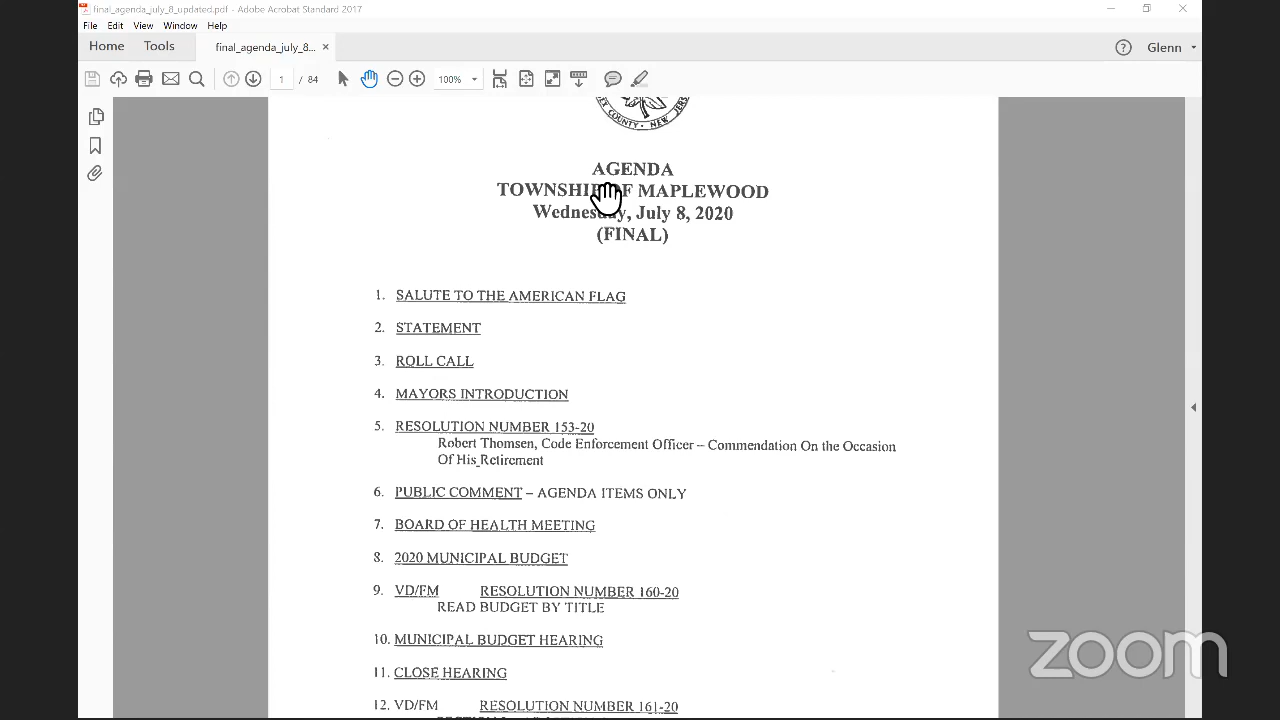 final_agenda_july_8_updated.pdf - Adobe Acrobat Standard 2017
File Edit View Window Help
Home Tools final_agenda_july_8... × Glenn
1 / 84 100%
COUNTY · NEW JERS
AGENDA
TOWNSHIP OF MAPLEWOOD
Wednesday, July 8, 2020
(FINAL)
1. SALUTE TO THE AMERICAN FLAG
2. STATEMENT
3. ROLL CALL
4. MAYORS INTRODUCTION
5. RESOLUTION NUMBER 153-20
Robert Thomsen, Code Enforcement Officer – Commendation On the Occasion
Of His Retirement
6. PUBLIC COMMENT – AGENDA ITEMS ONLY
7. BOARD OF HEALTH MEETING
8. 2020 MUNICIPAL BUDGET
9. VD/FM RESOLUTION NUMBER 160-20
READ BUDGET BY TITLE
10. MUNICIPAL BUDGET HEARING
11. CLOSE HEARING
12. VD/FM RESOLUTION NUMBER 161-20
zoom